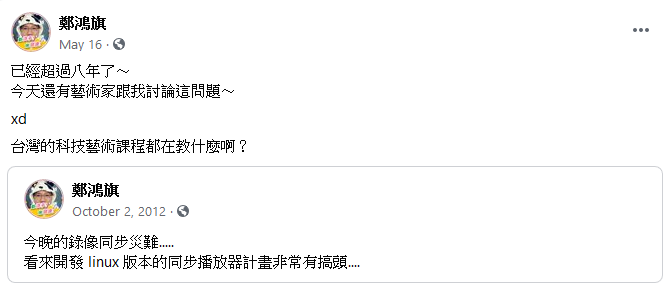 鄭鴻旗
May 16 ·
已經超過八年了～
今天還有藝術家跟我討論這問題～
xd
台灣的科技藝術課程都在教什麼啊？
鄭鴻旗
October 2, 2012 ·
今晚的錄像同步災難.....
看來開發 linux 版本的同步播放器計畫非常有搞頭....